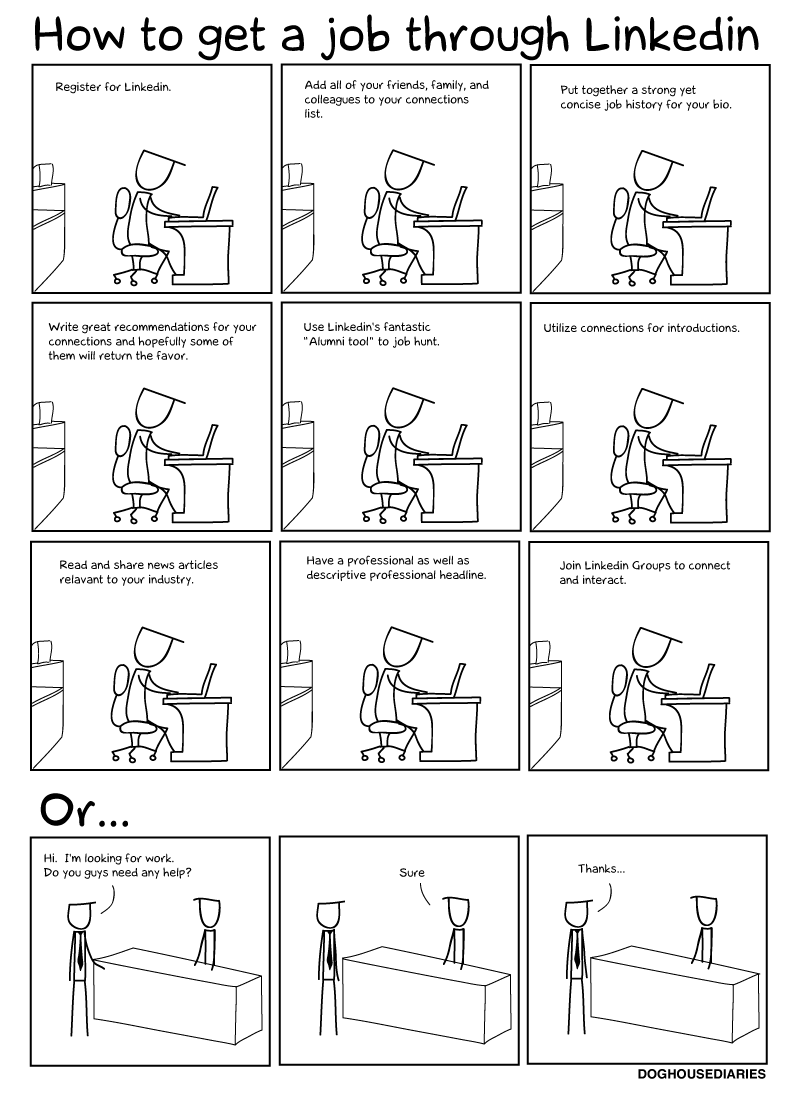 How to get a job through Linkedin
Register for Linkedin.
Add all of your friends, family, and
colleagues to your connections
list.
Put together a strong yet
concise job history for your bio.
Write great recommendations for your
connections and hopefully some of
them will return the favor.
Use Linkedin's fantastic
"Alumni tool" to job hunt.
Utilize connections for introductions.
Read and share news articles
relavant to your industry.
Have a professional as well as
descriptive professional headline.
Join Linkedin Groups to connect
and interact.
Or...
Hi. I'm looking for work.
Do you guys need any help?
Sure
Thanks...
DOGHOUSEDIARIES